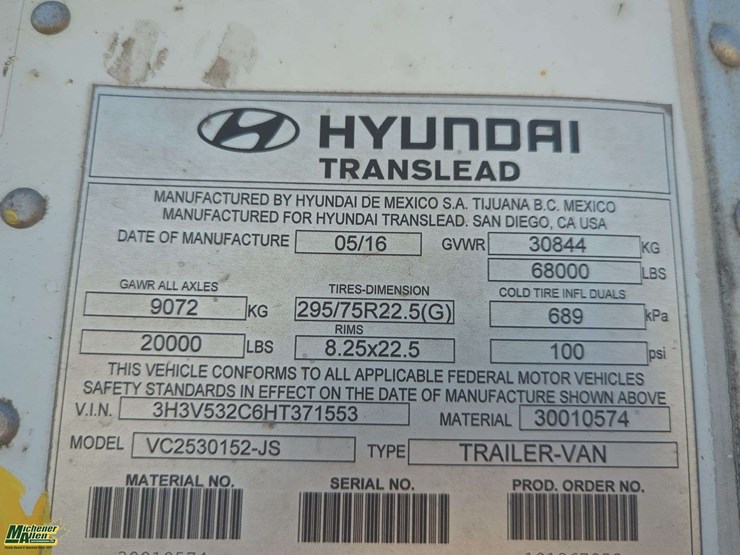 HYUNDAI
TRANSLEAD
MANUFACTURED BY HYUNDAI DE MEXICO S.A. TIJUANA B.C. MEXICO
MANUFACTURED FOR HYUNDAI TRANSLEAD. SAN DIEGO, CA USA
DATE OF MANUFACTURE 05/16 GVWR 30844 KG
68000 LBS
GAWR ALL AXLES TIRES-DIMENSION COLD TIRE INFL DUALS
9072 KG 295/75R22.5(G) 689 kPa
RIMS
20000 LBS 8.25x22.5 100 psi
THIS VEHICLE CONFORMS TO ALL APPLICABLE FEDERAL MOTOR VEHICLES
SAFETY STANDARDS IN EFFECT ON THE DATE OF MANUFACTURE SHOWN ABOVE
V.I.N. 3H3V532C6HT371553 MATERIAL 30010574
MODEL VC2530152-JS TYPE TRAILER-VAN
MATERIAL NO. SERIAL NO. PROD. ORDER NO.
30010574
Michener
Allen